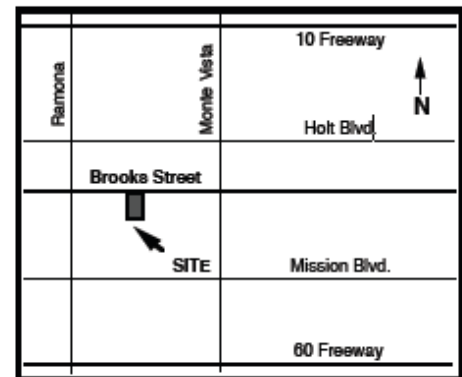 10 Freeway
Ramona
Monte Vista
N
Holt Blvd.
Brooks Street
SITE
Mission Blvd.
60 Freeway